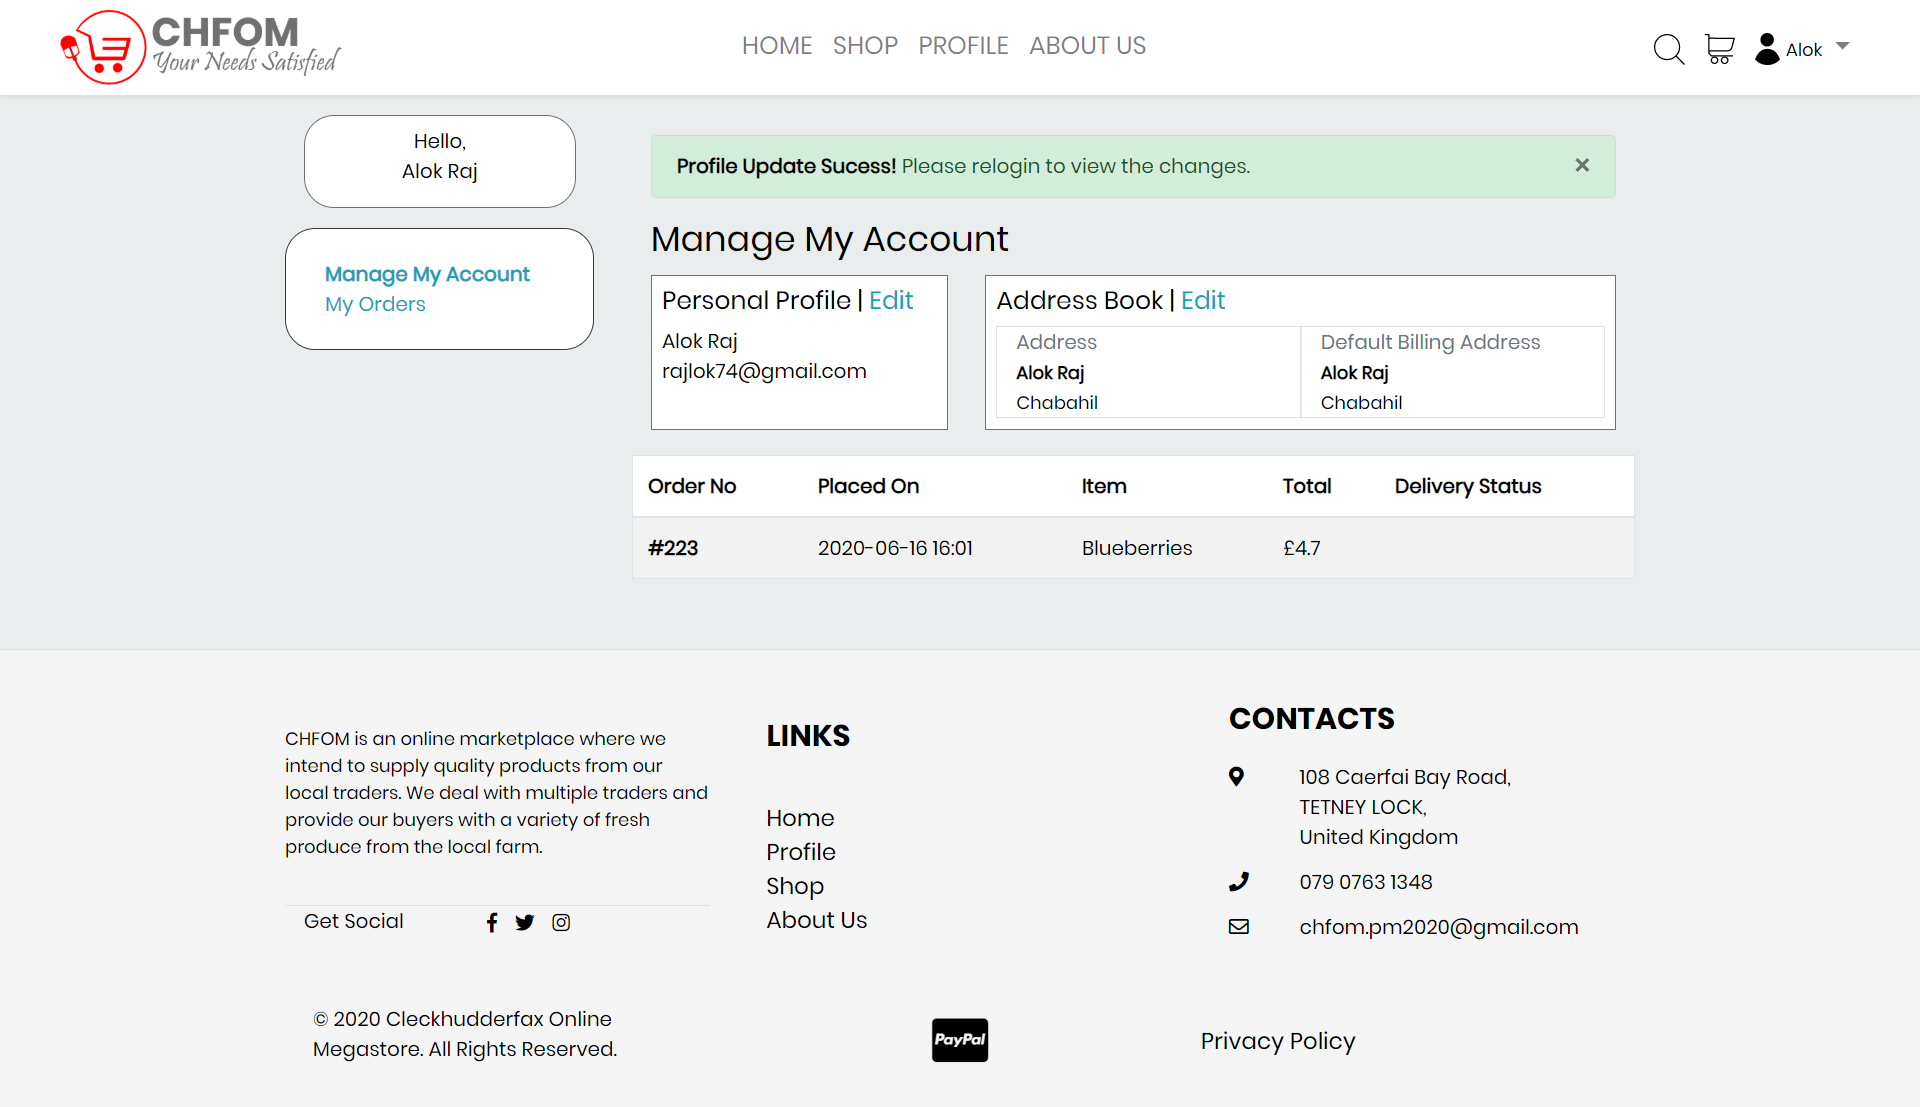 CHFOM
Your Needs Satisfied
HOME SHOP PROFILE ABOUT US
Alok
Hello,
Alok Raj
Manage My Account
My Orders
Profile Update Sucess! Please relogin to view the changes. ×
Manage My Account
Personal Profile | Edit
Alok Raj
rajlok74@gmail.com
Address Book | Edit
Address
Alok Raj
Chabahil
Default Billing Address
Alok Raj
Chabahil
Order No Placed On Item Total Delivery Status
#223 2020-06-16 16:01 Blueberries £4.7
CHFOM is an online marketplace where we
intend to supply quality products from our
local traders. We deal with multiple traders and
provide our buyers with a variety of fresh
produce from the local farm.
Get Social
LINKS
Home
Profile
Shop
About Us
CONTACTS
108 Caerfai Bay Road,
TETNEY LOCK,
United Kingdom
079 0763 1348
chfom.pm2020@gmail.com
© 2020 Cleckhudderfax Online
Megastore. All Rights Reserved.
PayPal
Privacy Policy